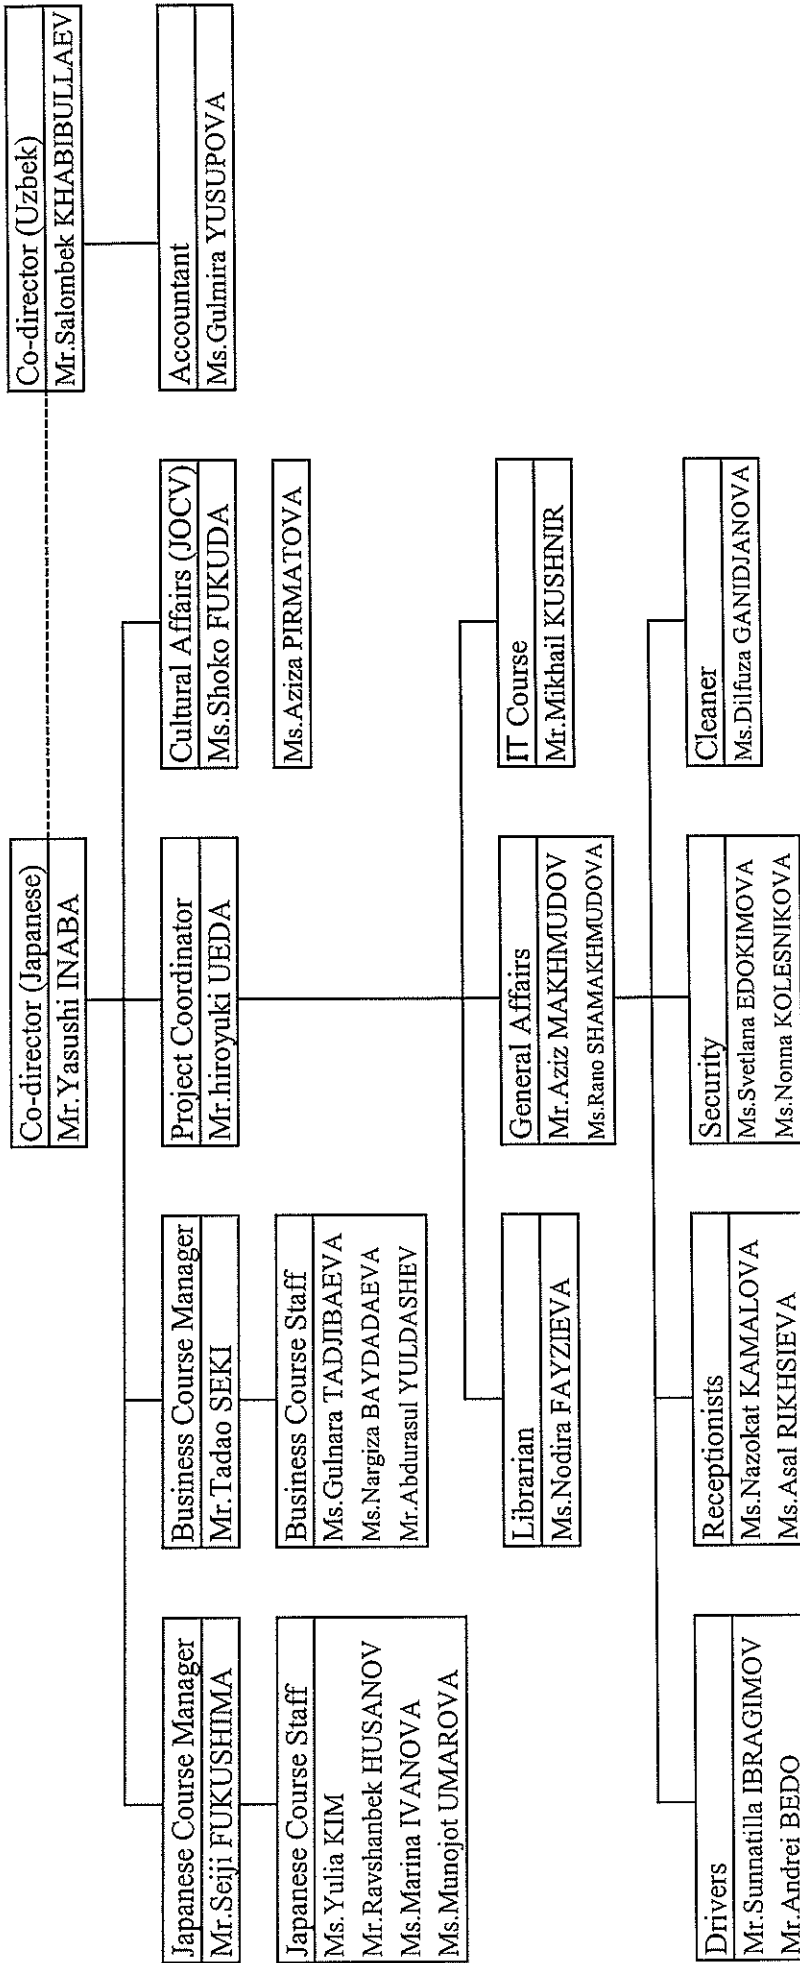 Co-director (Japanese)
Mr.Yasushi INABA
Co-director (Uzbek)
Mr.Salombek KHABIBULLAEV
Japanese Course Manager
Mr.Seiji FUKUSHIMA
Business Course Manager
Mr.Tadao SEKI
Project Coordinator
Mr.hiroyuki UEDA
Cultural Affairs (JOCV)
Ms.Shoko FUKUDA
Accountant
Ms.Gulmira YUSUPOVA
Japanese Course Staff
Ms.Yulia KIM
Mr.Ravshanbek HUSANOV
Ms.Marina IVANOVA
Ms.Munojot UMAROVA
Business Course Staff
Ms.Gulnara TADJIBAEVA
Ms.Nargiza BAYDADAEVA
Mr.Abdurasul YULDASHEV
Ms.Aziza PIRMATOVA
Librarian
Ms.Nodira FAYZIEVA
General Affairs
Mr.Aziz MAKHMUDOV
Ms.Rano SHAMAKHMUDOVA
IT Course
Mr.Mikhail KUSHNIR
Drivers
Mr.Sunnatilla IBRAGIMOV
Mr.Andrei BEDO
Receptionists
Ms.Nazokat KAMALOVA
Ms.Asal RIKHSIEVA
Security
Ms.Svetlana EDOKIMOVA
Ms.Nonna KOLESNIKOVA
Cleaner
Ms.Dilfuza GANIDJANOVA